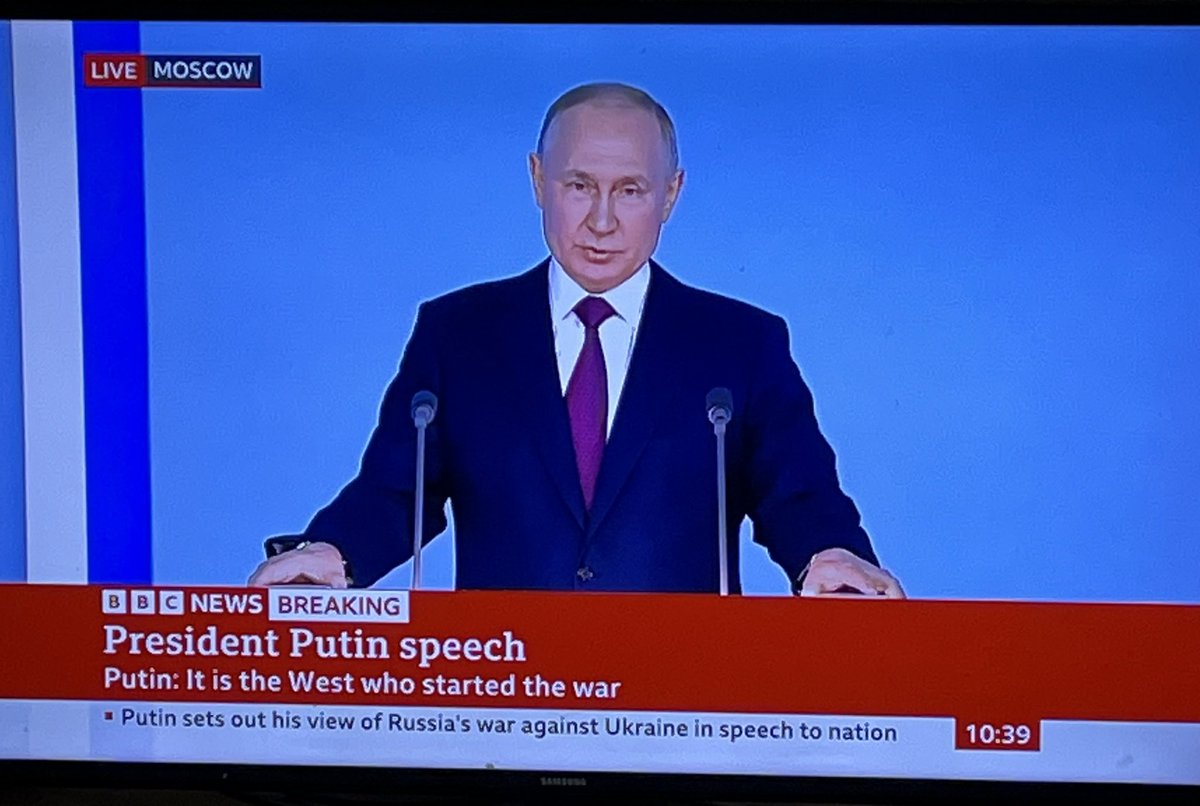 LIVE MOSCOW
BBC NEWS BREAKING
President Putin speech
Putin: It is the West who started the war
▪ Putin sets out his view of Russia's war against Ukraine in speech to nation
10:39
SAMSUNG